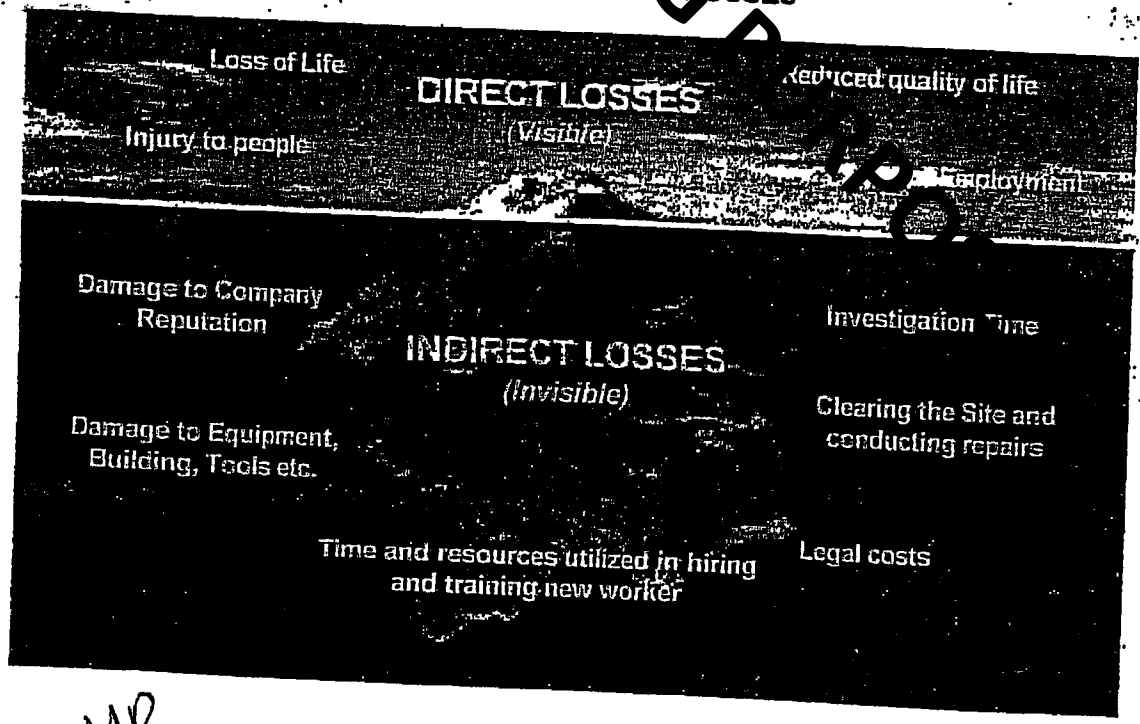 Loss of Life
DIRECT LOSSES
(Visible)
Reduced quality of life
Injury to people
Employment
Damage to Company
Reputation
INDIRECT LOSSES
(Invisible)
Investigation Time
Damage to Equipment,
Building, Tools etc.
Clearing the Site and
conducting repairs
Time and resources utilized in hiring
and training new worker
Legal costs